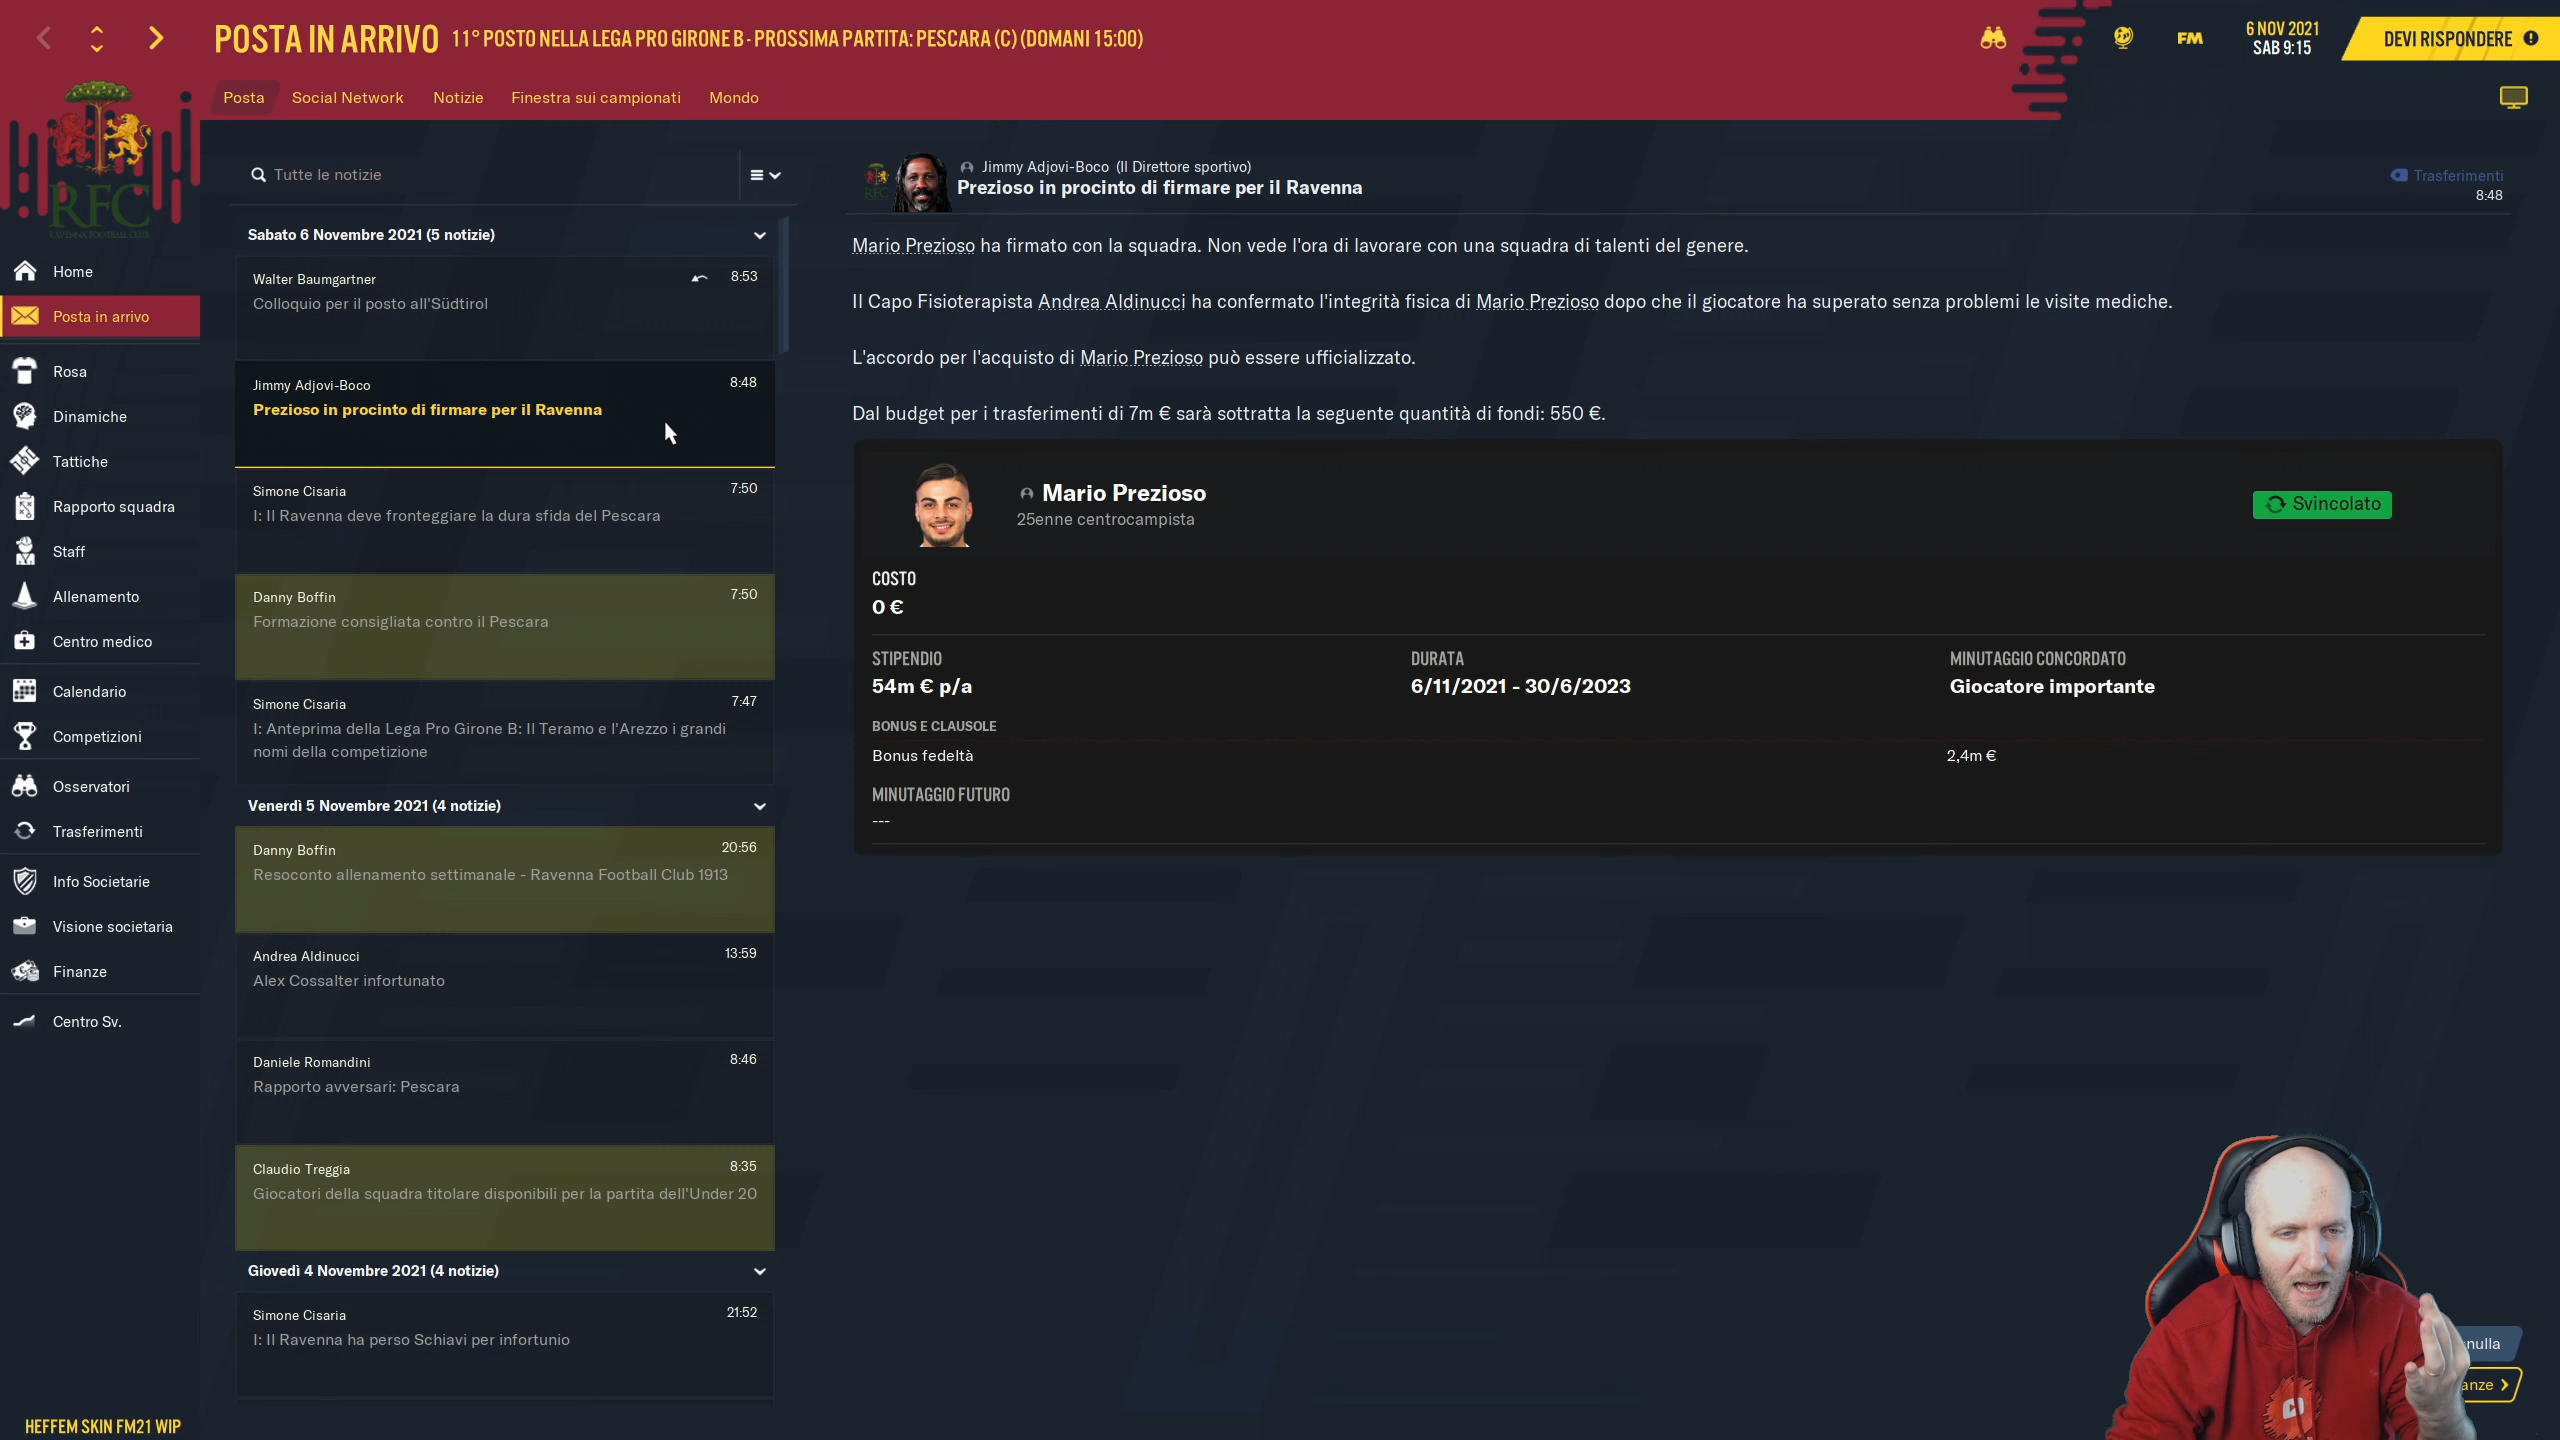 POSTA IN ARRIVO
11° POSTO NELLA LEGA PRO GIRONE B - PROSSIMA PARTITA: PESCARA (C) (DOMANI 15:00)
FM
6 NOV 2021
SAB 9:15
DEVI RISPONDERE
Posta
Social Network
Notizie
Finestra sui campionati
Mondo
RFC
RAVENNA FOOTBALL CLUB
Home
Posta in arrivo
Rosa
Dinamiche
Tattiche
Rapporto squadra
Staff
Allenamento
Centro medico
Calendario
Competizioni
Osservatori
Trasferimenti
Info Societarie
Visione societaria
Finanze
Centro Sv.
HEFFEM SKIN FM21 WIP
Tutte le notizie
Sabato 6 Novembre 2021 (5 notizie)
Walter Baumgartner
8:53
Colloquio per il posto all'Südtirol
Jimmy Adjovi-Boco
8:48
Prezioso in procinto di firmare per il Ravenna
Simone Cisaria
7:50
I: Il Ravenna deve fronteggiare la dura sfida del Pescara
Danny Boffin
7:50
Formazione consigliata contro il Pescara
Simone Cisaria
7:47
I: Anteprima della Lega Pro Girone B: Il Teramo e l'Arezzo i grandi
nomi della competizione
Venerdì 5 Novembre 2021 (4 notizie)
Danny Boffin
20:56
Resoconto allenamento settimanale - Ravenna Football Club 1913
Andrea Aldinucci
13:59
Alex Cossalter infortunato
Daniele Romandini
8:46
Rapporto avversari: Pescara
Claudio Treggia
8:35
Giocatori della squadra titolare disponibili per la partita dell'Under 20
Giovedì 4 Novembre 2021 (4 notizie)
Simone Cisaria
21:52
I: Il Ravenna ha perso Schiavi per infortunio
Jimmy Adjovi-Boco (Il Direttore sportivo)
Prezioso in procinto di firmare per il Ravenna
Trasferimenti
8:48
Mario Prezioso ha firmato con la squadra. Non vede l'ora di lavorare con una squadra di talenti del genere.
Il Capo Fisioterapista Andrea Aldinucci ha confermato l'integrità fisica di Mario Prezioso dopo che il giocatore ha superato senza problemi le visite mediche.
L'accordo per l'acquisto di Mario Prezioso può essere ufficializzato.
Dal budget per i trasferimenti di 7m € sarà sottratta la seguente quantità di fondi: 550 €.
Mario Prezioso
25enne centrocampista
Svincolato
COSTO
0 €
STIPENDIO
54m € p/a
DURATA
6/11/2021 - 30/6/2023
MINUTAGGIO CONCORDATO
Giocatore importante
BONUS E CLAUSOLE
Bonus fedeltà
2,4m €
MINUTAGGIO FUTURO
---
nulla
anze